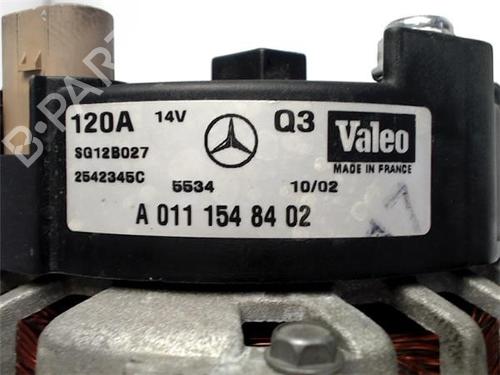 120A 14V Q3 Valeo
SG12B027 MADE IN FRANCE
2542345C
5534 10/02
A 011 154 84 02
B-PARTS